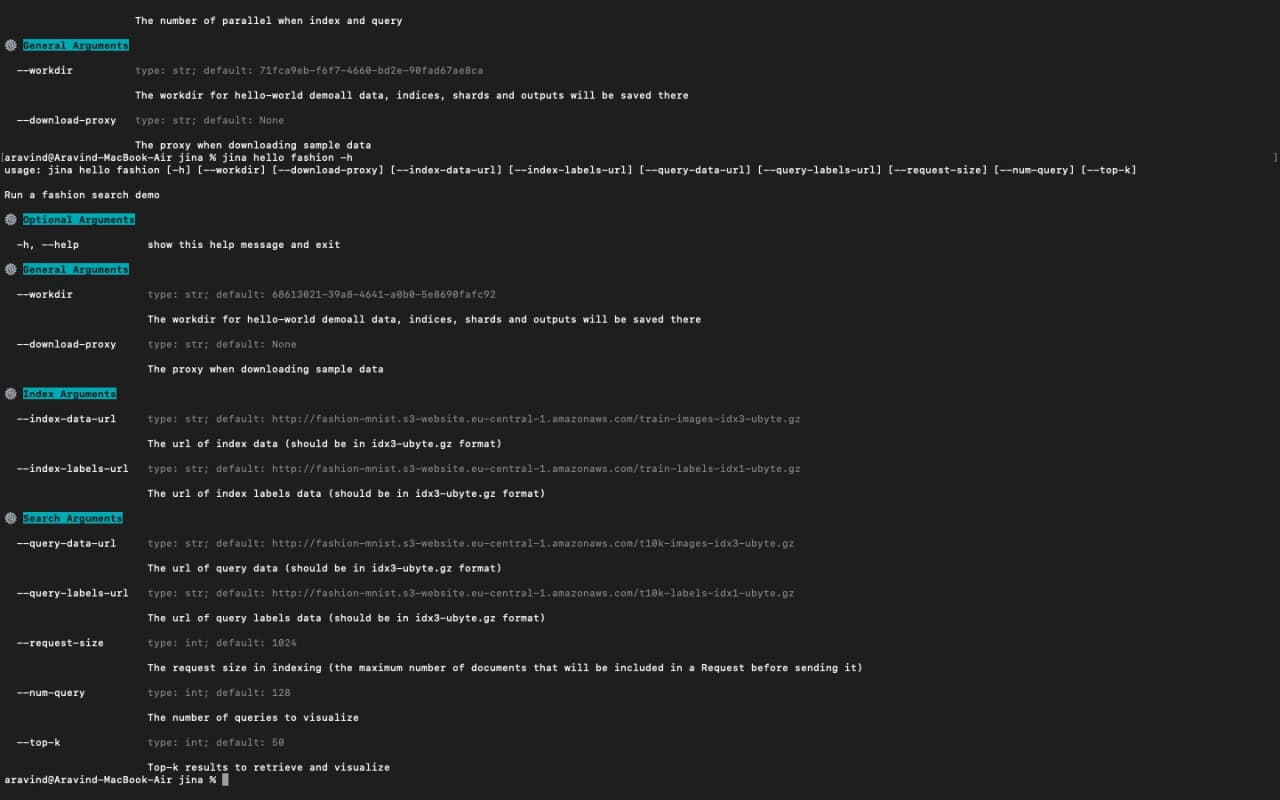 The number of parallel when index and query
General Arguments
--workdir type: str; default: 71fca9eb-f6f7-4660-bd2e-90fad67ae8ca
The workdir for hello-world demoall data, indices, shards and outputs will be saved there
--download-proxy type: str; default: None
The proxy when downloading sample data
[aravind@Aravind-MacBook-Air jina % jina hello fashion -h ]
usage: jina hello fashion [-h] [--workdir] [--download-proxy] [--index-data-url] [--index-labels-url] [--query-data-url] [--query-labels-url] [--request-size] [--num-query] [--top-k]
Run a fashion search demo
Optional Arguments
-h, --help show this help message and exit
General Arguments
--workdir type: str; default: 68613021-39a8-4641-a0b0-5e8690fafc92
The workdir for hello-world demoall data, indices, shards and outputs will be saved there
--download-proxy type: str; default: None
The proxy when downloading sample data
Index Arguments
--index-data-url type: str; default: http://fashion-mnist.s3-website.eu-central-1.amazonaws.com/train-images-idx3-ubyte.gz
The url of index data (should be in idx3-ubyte.gz format)
--index-labels-url type: str; default: http://fashion-mnist.s3-website.eu-central-1.amazonaws.com/train-labels-idx1-ubyte.gz
The url of index labels data (should be in idx3-ubyte.gz format)
Search Arguments
--query-data-url type: str; default: http://fashion-mnist.s3-website.eu-central-1.amazonaws.com/t10k-images-idx3-ubyte.gz
The url of query data (should be in idx3-ubyte.gz format)
--query-labels-url type: str; default: http://fashion-mnist.s3-website.eu-central-1.amazonaws.com/t10k-labels-idx1-ubyte.gz
The url of query labels data (should be in idx3-ubyte.gz format)
--request-size type: int; default: 1024
The request size in indexing (the maximum number of documents that will be included in a Request before sending it)
--num-query type: int; default: 128
The number of queries to visualize
--top-k type: int; default: 50
Top-k results to retrieve and visualize
aravind@Aravind-MacBook-Air jina %